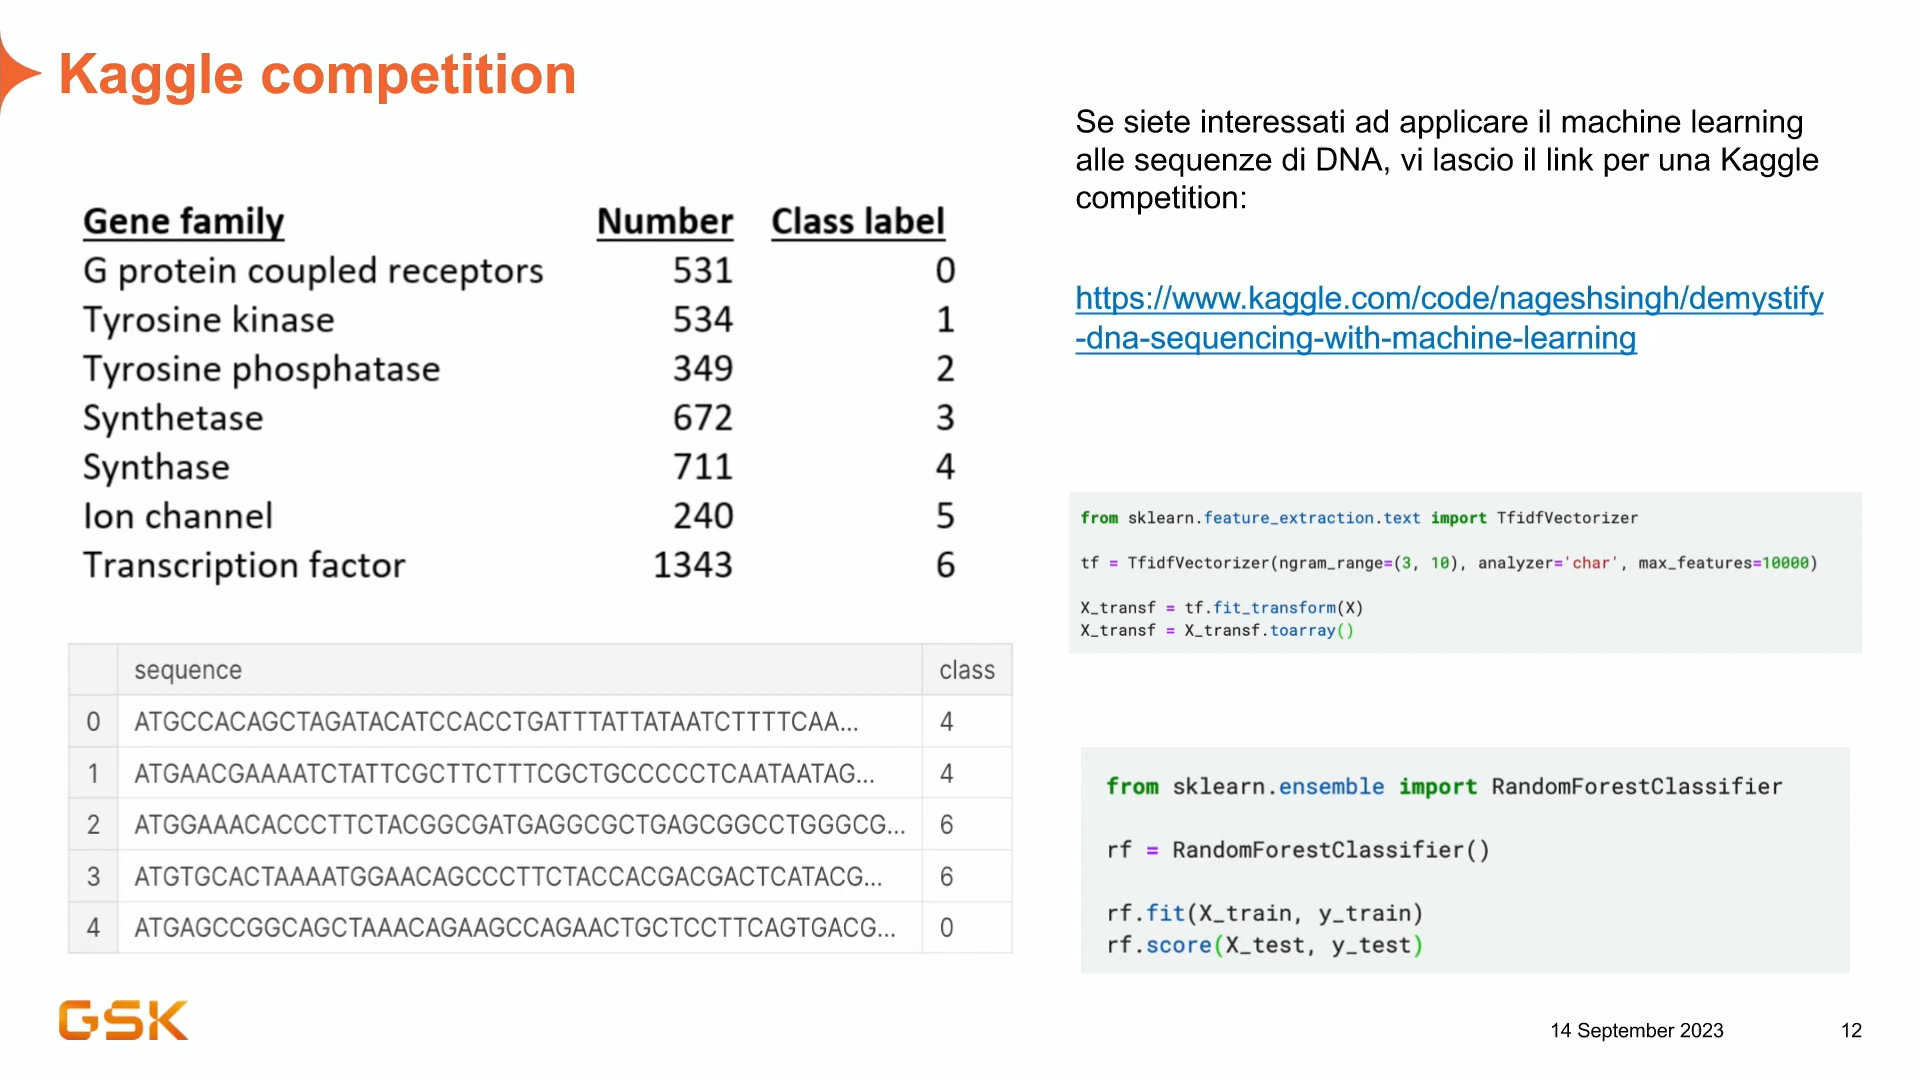 Kaggle competition
Se siete interessati ad applicare il machine learning
alle sequenze di DNA, vi lascio il link per una Kaggle
competition:
https://www.kaggle.com/code/nageshsingh/demystify
-dna-sequencing-with-machine-learning
Gene family Number Class label
G protein coupled receptors 531 0
Tyrosine kinase 534 1
Tyrosine phosphatase 349 2
Synthetase 672 3
Synthase 711 4
Ion channel 240 5
Transcription factor 1343 6
sequence class
0 ATGCCACAGCTAGATACATCCACCTGATTTATTATAATCTTTTCAA... 4
1 ATGAACGAAAATCTATTCGCTTCTTTCGCTGCCCCCTCAATAATAG... 4
2 ATGGAAACACCCTTCTACGGCGATGAGGCGCTGAGCGGCCTGGGCG... 6
3 ATGTGCACTAAAATGGAACAGCCCTTCTACCACGACGACTCATACG... 6
4 ATGAGCCGGCAGCTAAACAGAAGCCAGAACTGCTCCTTCAGTGACG... 0
from sklearn.feature_extraction.text import TfidfVectorizer
tf = TfidfVectorizer(ngram_range=(3, 10), analyzer='char', max_features=10000)
X_transf = tf.fit_transform(X)
X_transf = X_transf.toarray()
from sklearn.ensemble import RandomForestClassifier
rf = RandomForestClassifier()
rf.fit(X_train, y_train)
rf.score(X_test, y_test)
GSK
14 September 2023
12